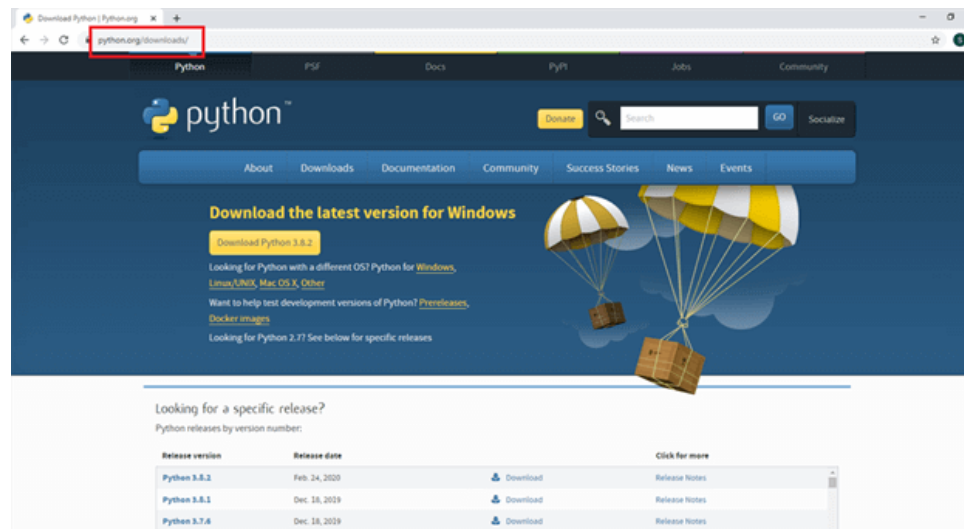 Download Python | Python.org
python.org/downloads/
Python PSF Docs PyPI Jobs Community
python™
Donate Search GO Socialize
About Downloads Documentation Community Success Stories News Events
Download the latest version for Windows
Download Python 3.8.2
Looking for Python with a different OS? Python for Windows,
Linux/UNIX, Mac OS X, Other
Want to help test development versions of Python? Prereleases,
Docker images
Looking for Python 2.7? See below for specific releases
Looking for a specific release?
Python releases by version number:
Release version Release date Click for more
Python 3.8.2 Feb. 24, 2020 Download Release Notes
Python 3.8.1 Dec. 18, 2019 Download Release Notes
Python 3.7.6 Dec. 18, 2019 Download Release Notes